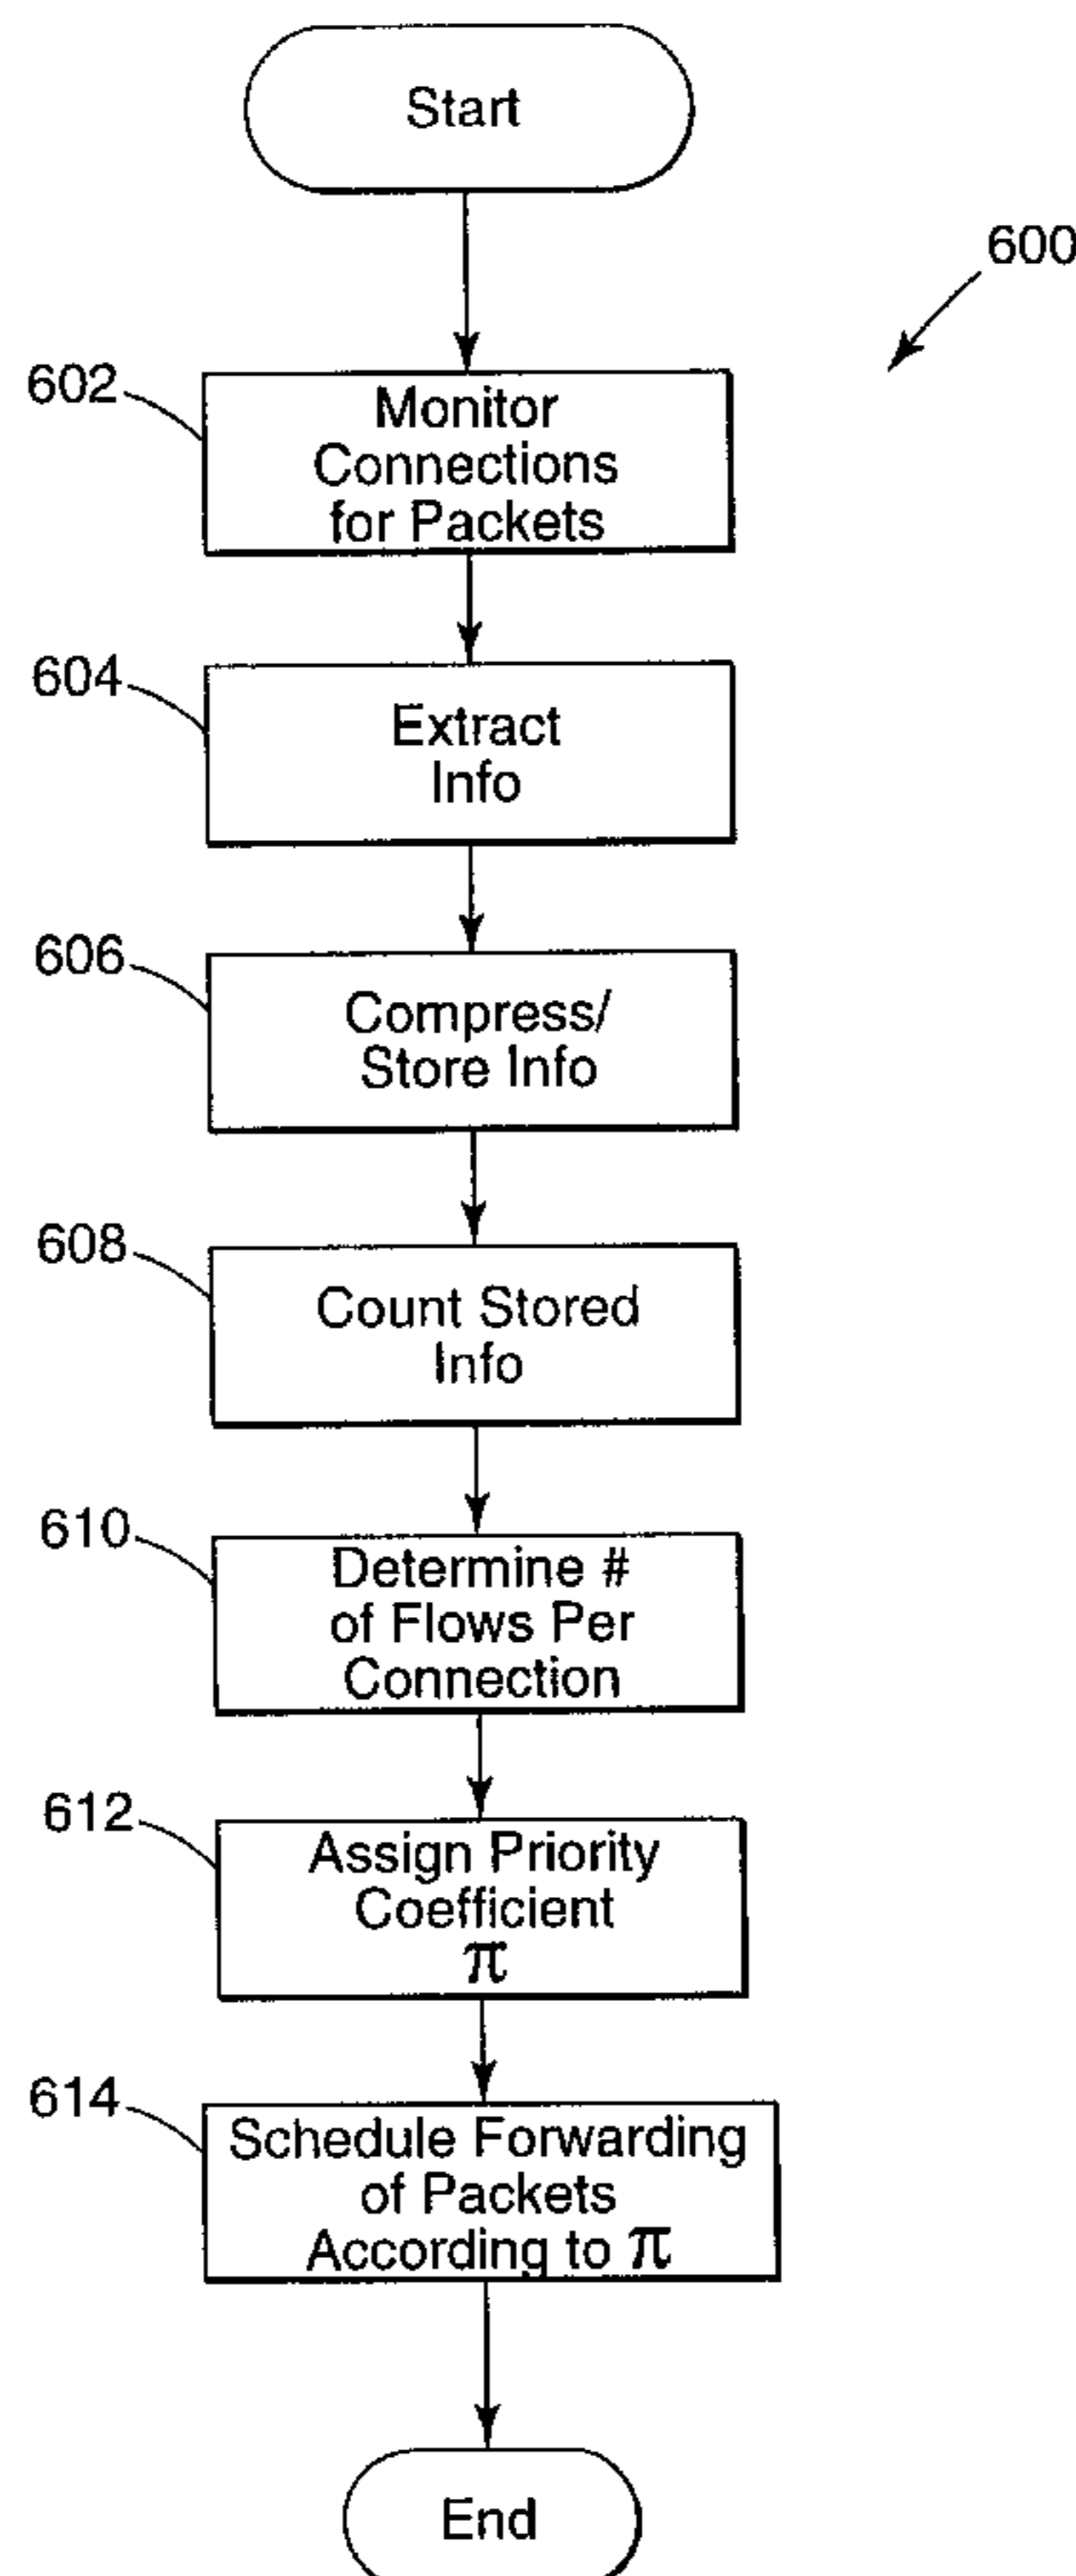 Start
600
602
Monitor
Connections
for Packets
604
Extract
Info
606
Compress/
Store Info
608
Count Stored
Info
610
Determine #
of Flows Per
Connection
612
Assign Priority
Coefficient
π
614
Schedule Forwarding
of Packets
According to π
End